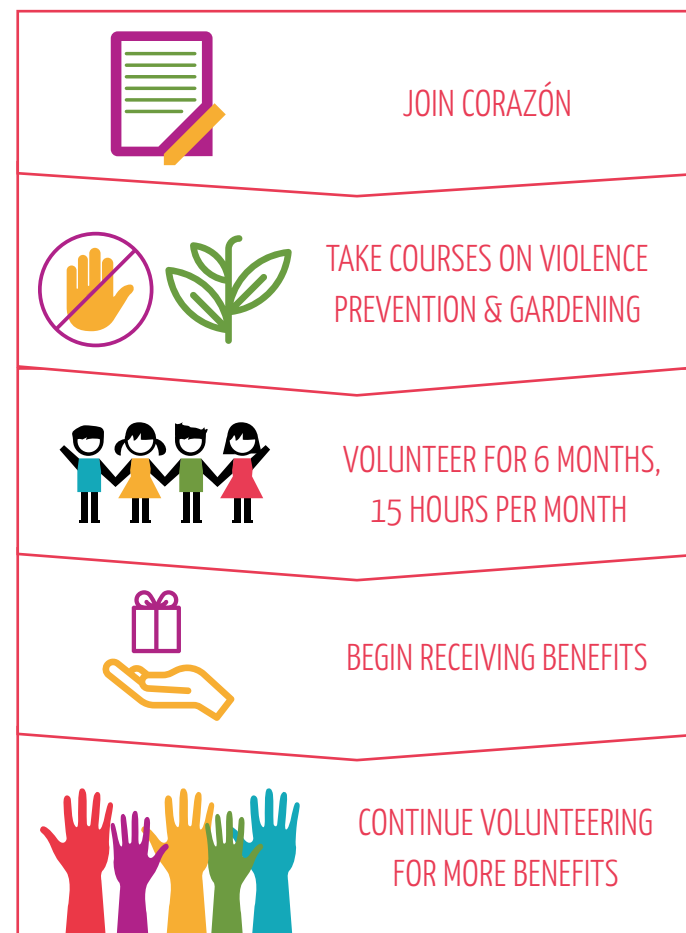 JOIN CORAZÓN
TAKE COURSES ON VIOLENCE
PREVENTION & GARDENING
VOLUNTEER FOR 6 MONTHS,
15 HOURS PER MONTH
BEGIN RECEIVING BENEFITS
CONTINUE VOLUNTEERING
FOR MORE BENEFITS